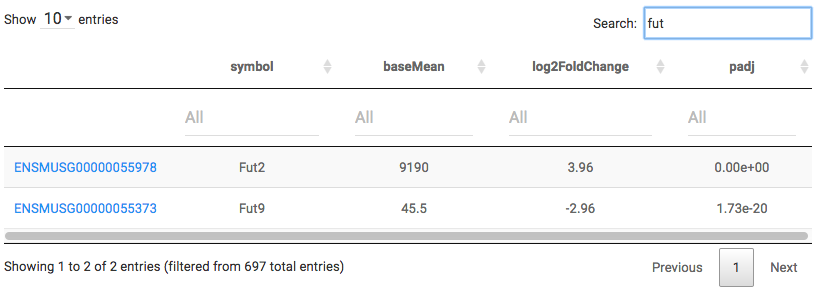 Show 10 entries Search: fut
symbol baseMean log2FoldChange padj
All All All All
ENSMUSG00000055978 Fut2 9190 3.96 0.00e+00
ENSMUSG00000055373 Fut9 45.5 -2.96 1.73e-20
Showing 1 to 2 of 2 entries (filtered from 697 total entries) Previous 1 Next